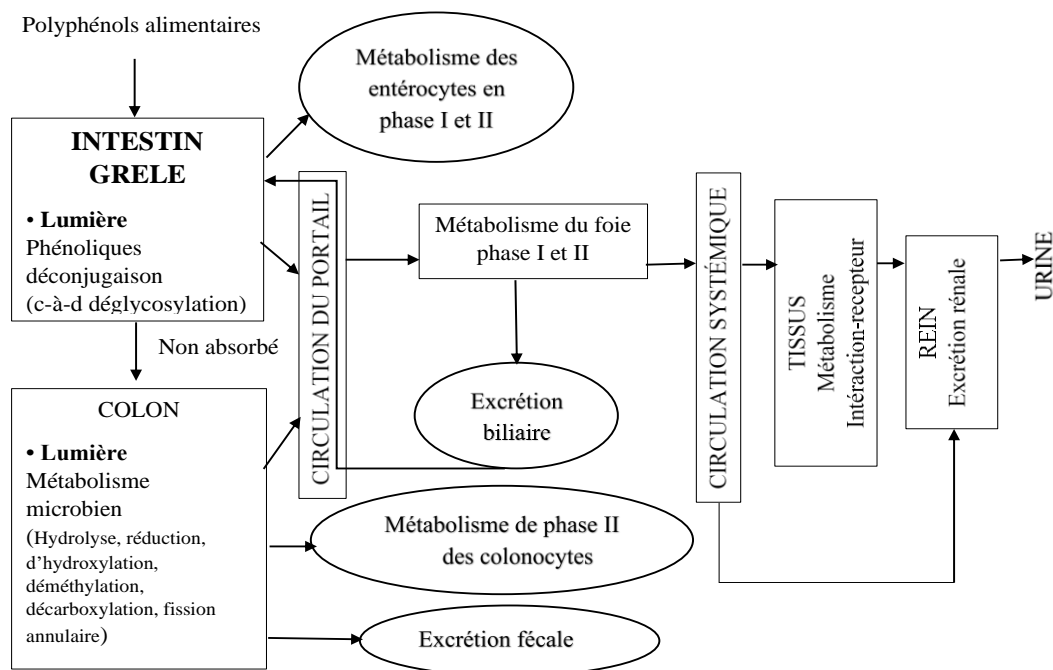 Polyphénols alimentaires
Métabolisme des
entérocytes en
phase I et II
INTESTIN
GRELE
• Lumière
Phénoliques
déconjugaison
(c-à-d déglycosylation)
Non absorbé
COLON
• Lumière
Métabolisme
microbien
(Hydrolyse, réduction,
d'hydroxylation,
déméthylation,
décarboxylation, fission
annulaire)
CIRCULATION DU PORTAIL
Métabolisme du foie
phase I et II
Excrétion
biliaire
Métabolisme de phase II
des colonocytes
Excrétion fécale
CIRCULATION SYSTÉMIQUE
TISSUS
Métabolisme
Intéraction-recepteur
REIN
Excrétion rénale
URINE